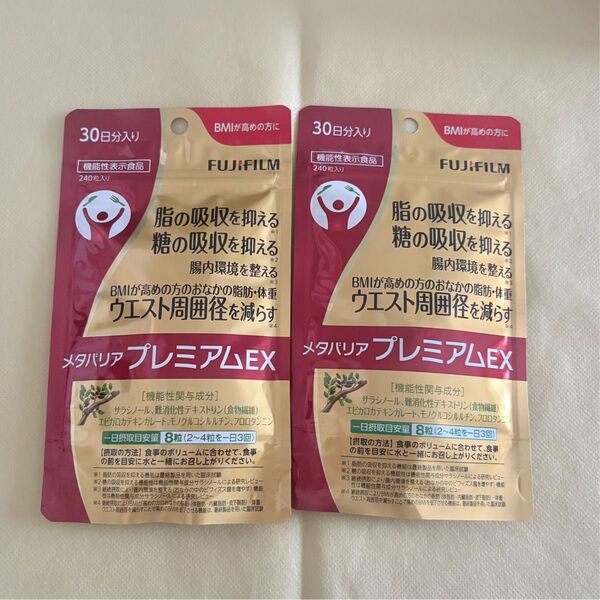 30日分入り
BMIが高めの方に
機能性表示食品
240粒入り
FUJIFILM
脂の吸収を抑える
※1
糖の吸収を抑える
※2
腸内環境を整える
※3
BMIが高めの方のおなかの脂肪・体重
ウエスト周囲径を減らす
※4
メタバリア プレミアムEX
[機能性関与成分]
サラシノール、難消化性デキストリン(食物繊維)
エピガロカテキンガレート、モノグルコシルルチン、フロロタンニン
一日摂取目安量 8粒(2~4粒を一日3回)
[摂取の方法] 食事のボリュームに合わせて、食事
の前を目安に水と一緒にお召し上がりください。
30日分入り
BMIが高めの方に
機能性表示食品
240粒入り
FUJIFILM
脂の吸収を抑える
※1
糖の吸収を抑える
※2
腸内環境を整える
※3
BMIが高めの方のおなかの脂肪・体重
ウエスト周囲径を減らす
※4
メタバリア プレミアムEX
[機能性関与成分]
サラシノール、難消化性デキストリン(食物繊維)
エピガロカテキンガレート、モノグルコシルルチン、フロロタンニン
一日摂取目安量 8粒(2~4粒を一日3回)
[摂取の方法] 食事のボリュームに合わせて、食事
の前を目安に水と一緒にお召し上がりください。